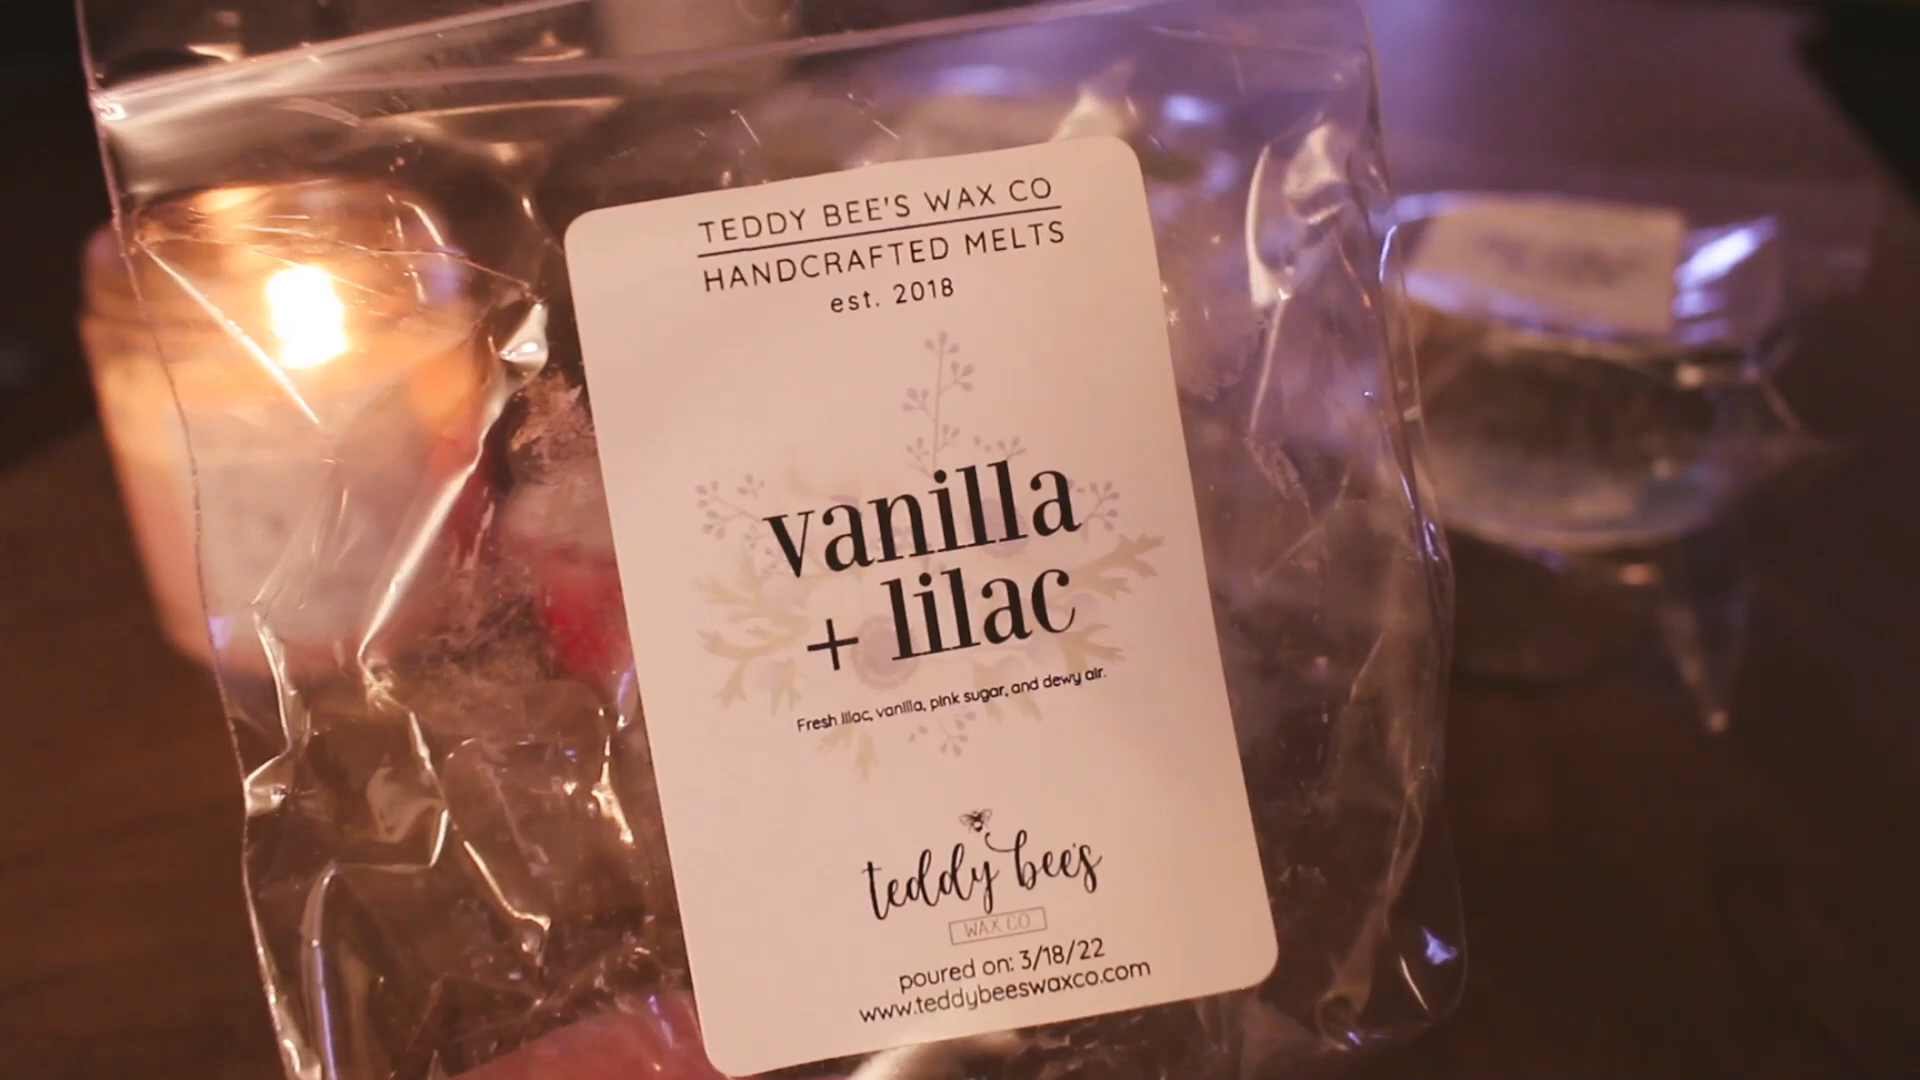 TEDDY BEE'S WAX CO
HANDCRAFTED MELTS
est. 2018
vanilla
+ lilac
Fresh lilac, vanilla, pink sugar, and dewy air.
teddy bee's
WAX CO
poured on: 3/18/22
www.teddybeeswaxco.com